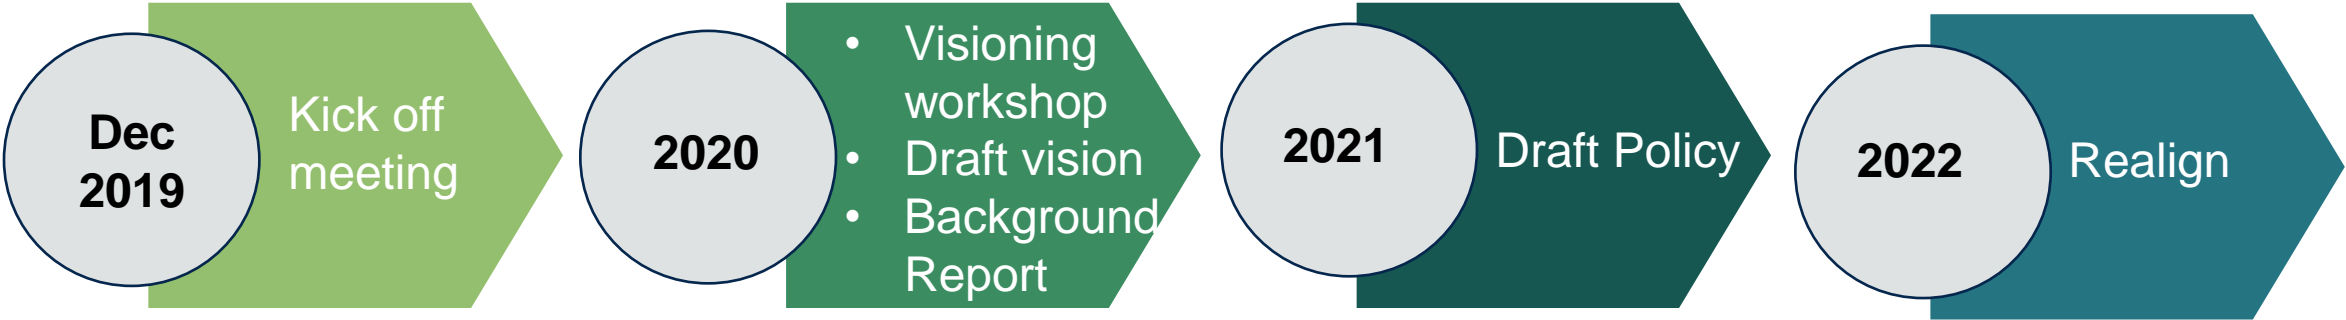 Dec
2019
Kick off
meeting
2020
• Visioning
workshop
• Draft vision
• Background
Report
2021
Draft Policy
2022
Realign